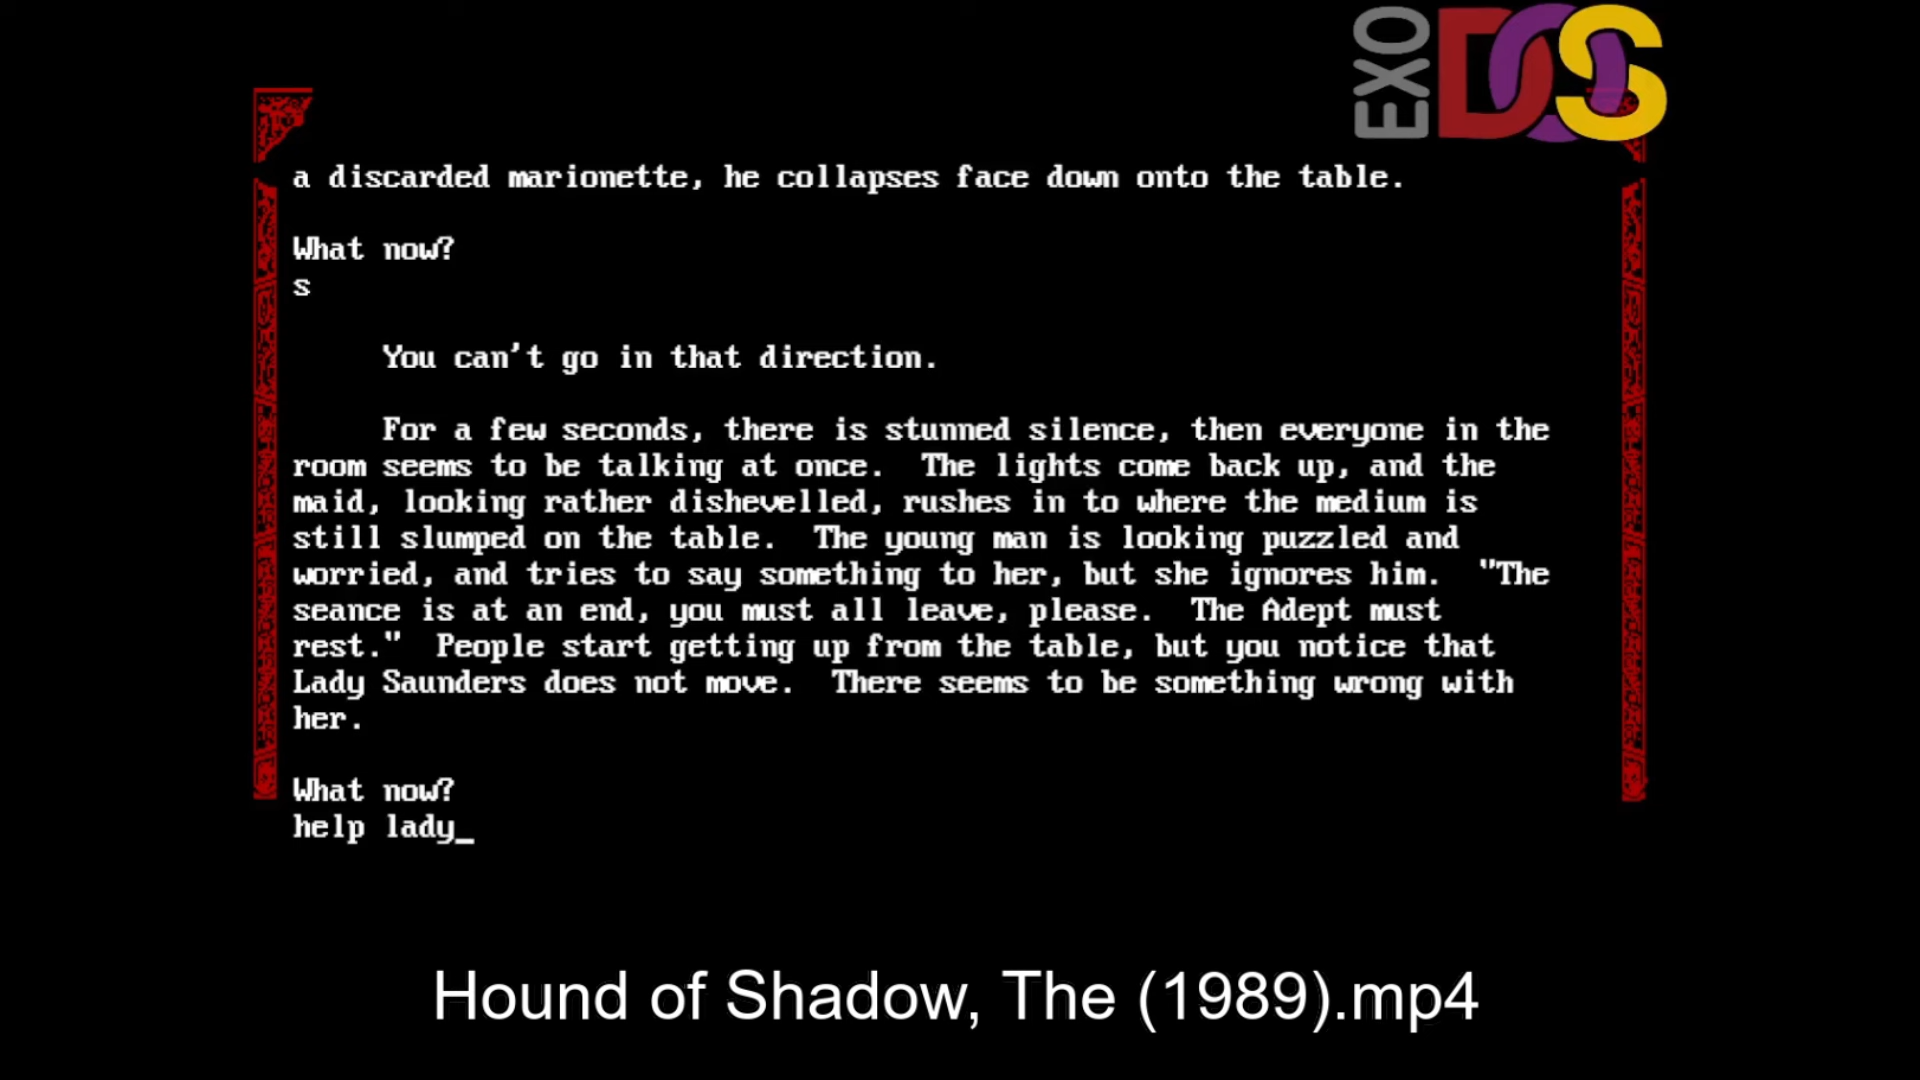 EXO DOS
a discarded marionette, he collapses face down onto the table.
What now?
s
You can't go in that direction.
For a few seconds, there is stunned silence, then everyone in the
room seems to be talking at once. The lights come back up, and the
maid, looking rather dishevelled, rushes in to where the medium is
still slumped on the table. The young man is looking puzzled and
worried, and tries to say something to her, but she ignores him. "The
seance is at an end, you must all leave, please. The Adept must
rest." People start getting up from the table, but you notice that
Lady Saunders does not move. There seems to be something wrong with
her.
What now?
help lady_
Hound of Shadow, The (1989).mp4